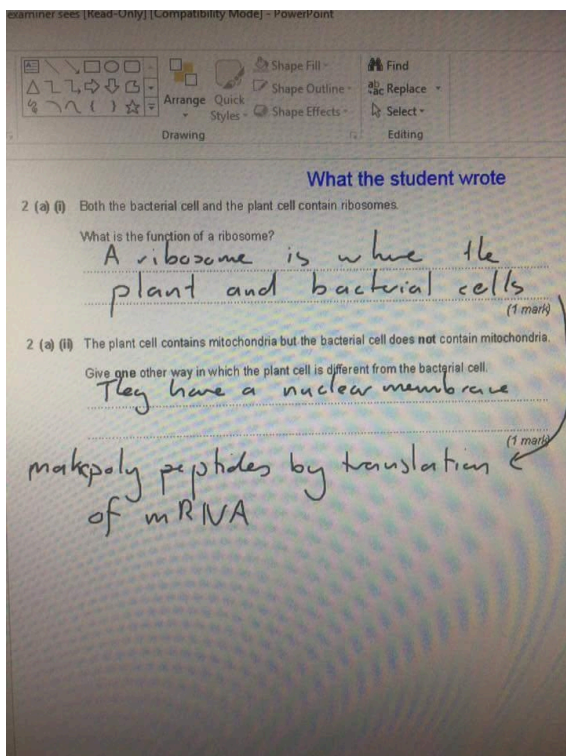 examiner sees [Read-Only] [Compatibility Mode] - PowerPoint
Shape Fill
Find
Shape Outline
Replace
Arrange Quick
Shape Effects
Select
Styles
Drawing
Editing
What the student wrote
2 (a) (i) Both the bacterial cell and the plant cell contain ribosomes.
What is the function of a ribosome?
A ribosome is where the
plant and bacterial cells
(1 mark)
2 (a) (ii) The plant cell contains mitochondria but the bacterial cell does not contain mitochondria.
Give one other way in which the plant cell is different from the bacterial cell.
They have a nuclear membrane
(1 mark)
make poly peptides by translation
of mRNA